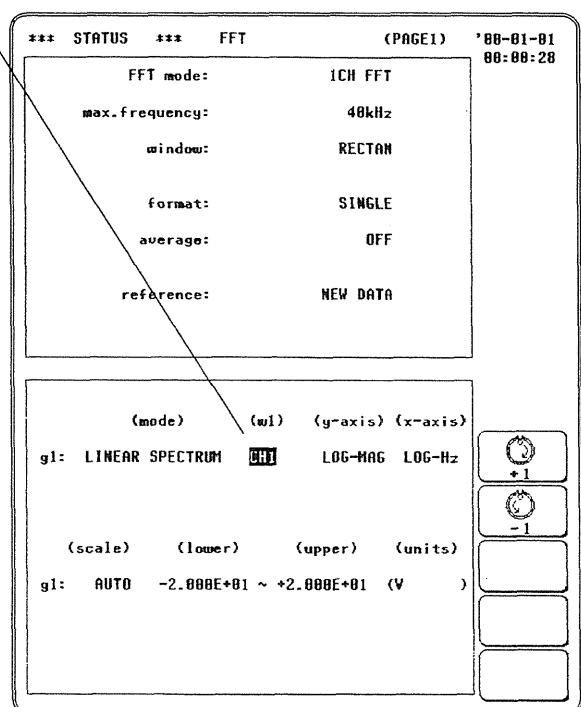 *** STATUS *** FFT (PAGE1) '88-01-01
00:00:28
FFT mode: 1CH FFT
max.frequency: 40kHz
window: RECTAN
format: SINGLE
average: OFF
reference: NEW DATA
(mode) (w1) (y-axis) (x-axis)
g1: LINEAR SPECTRUM CH1 LOG-MAG LOG-Hz
+1
-1
(scale) (lower) (upper) (units)
g1: AUTO -2.000E+01 ~ +2.000E+01 (V )